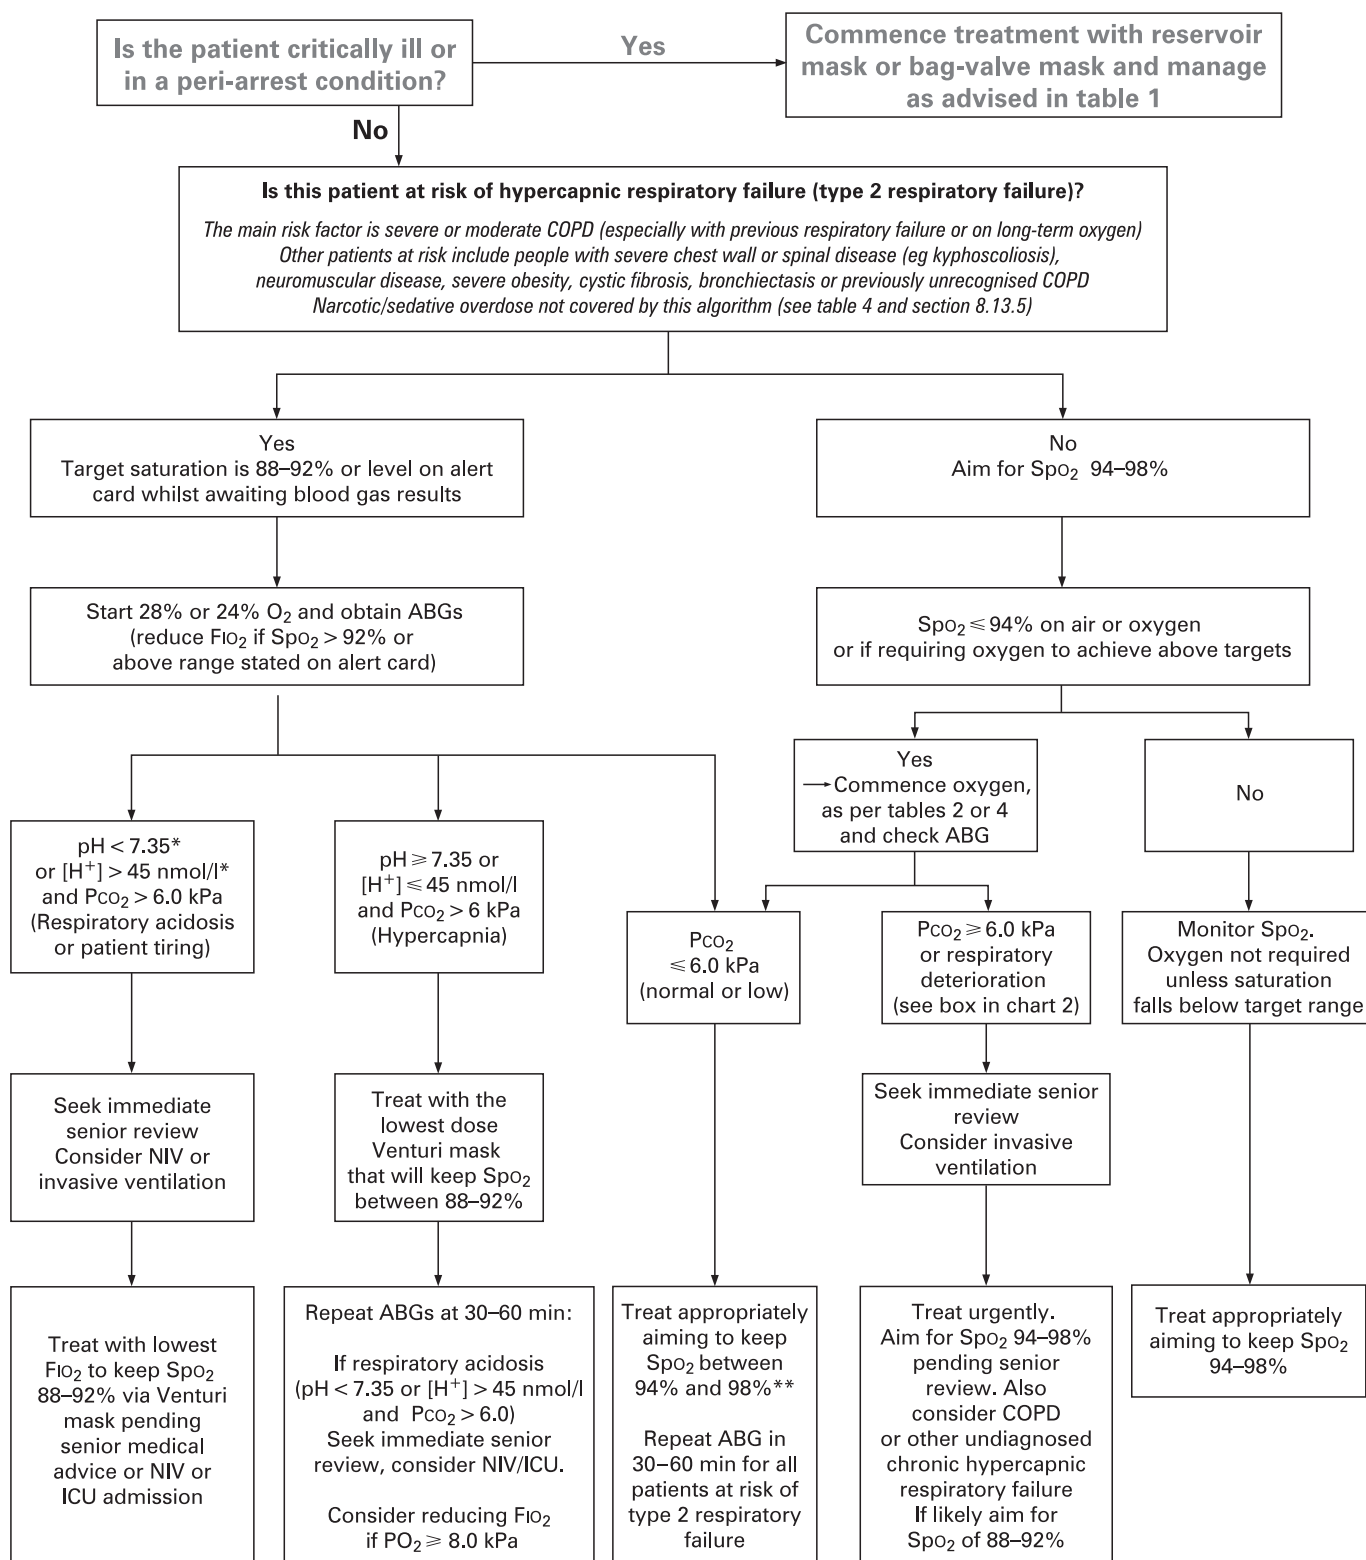 Is the patient critically ill or
in a peri-arrest condition?
Yes
Commence treatment with reservoir
mask or bag-valve mask and manage
as advised in table 1
No
Is this patient at risk of hypercapnic respiratory failure (type 2 respiratory failure)?
The main risk factor is severe or moderate COPD (especially with previous respiratory failure or on long-term oxygen)
Other patients at risk include people with severe chest wall or spinal disease (eg kyphoscoliosis),
neuromuscular disease, severe obesity, cystic fibrosis, bronchiectasis or previously unrecognised COPD
Narcotic/sedative overdose not covered by this algorithm (see table 4 and section 8.13.5)
Yes
Target saturation is 88–92% or level on alert
card whilst awaiting blood gas results
No
Aim for SpO₂ 94–98%
Start 28% or 24% O₂ and obtain ABGs
(reduce FIO₂ if SpO₂ > 92% or
above range stated on alert card)
SpO₂ ⩽ 94% on air or oxygen
or if requiring oxygen to achieve above targets
Yes
→ Commence oxygen,
as per tables 2 or 4
and check ABG
No
pH < 7.35*
or [H⁺] > 45 nmol/l*
and PCO₂ > 6.0 kPa
(Respiratory acidosis
or patient tiring)
pH ⩾ 7.35 or
[H⁺] ⩽ 45 nmol/l
and PCO₂ > 6 kPa
(Hypercapnia)
PCO₂
⩽ 6.0 kPa
(normal or low)
PCO₂ ⩾ 6.0 kPa
or respiratory
deterioration
(see box in chart 2)
Monitor SpO₂.
Oxygen not required
unless saturation
falls below target range
Seek immediate
senior review
Consider NIV or
invasive ventilation
Treat with the
lowest dose
Venturi mask
that will keep SpO₂
between 88–92%
Seek immediate senior
review
Consider invasive
ventilation
Treat with lowest
FIO₂ to keep SpO₂
88–92% via Venturi
mask pending
senior medical
advice or NIV or
ICU admission
Repeat ABGs at 30–60 min:
If respiratory acidosis
(pH < 7.35 or [H⁺] > 45 nmol/l
and PCO₂ > 6.0)
Seek immediate senior
review, consider NIV/ICU.
Consider reducing FIO₂
if PO₂ ⩾ 8.0 kPa
Treat appropriately
aiming to keep
SpO₂ between
94% and 98%**
Repeat ABG in
30–60 min for all
patients at risk of
type 2 respiratory
failure
Treat urgently.
Aim for SpO₂ 94–98%
pending senior
review. Also
consider COPD
or other undiagnosed
chronic hypercapnic
respiratory failure
If likely aim for
SpO₂ of 88–92%
Treat appropriately
aiming to keep SpO₂
94–98%